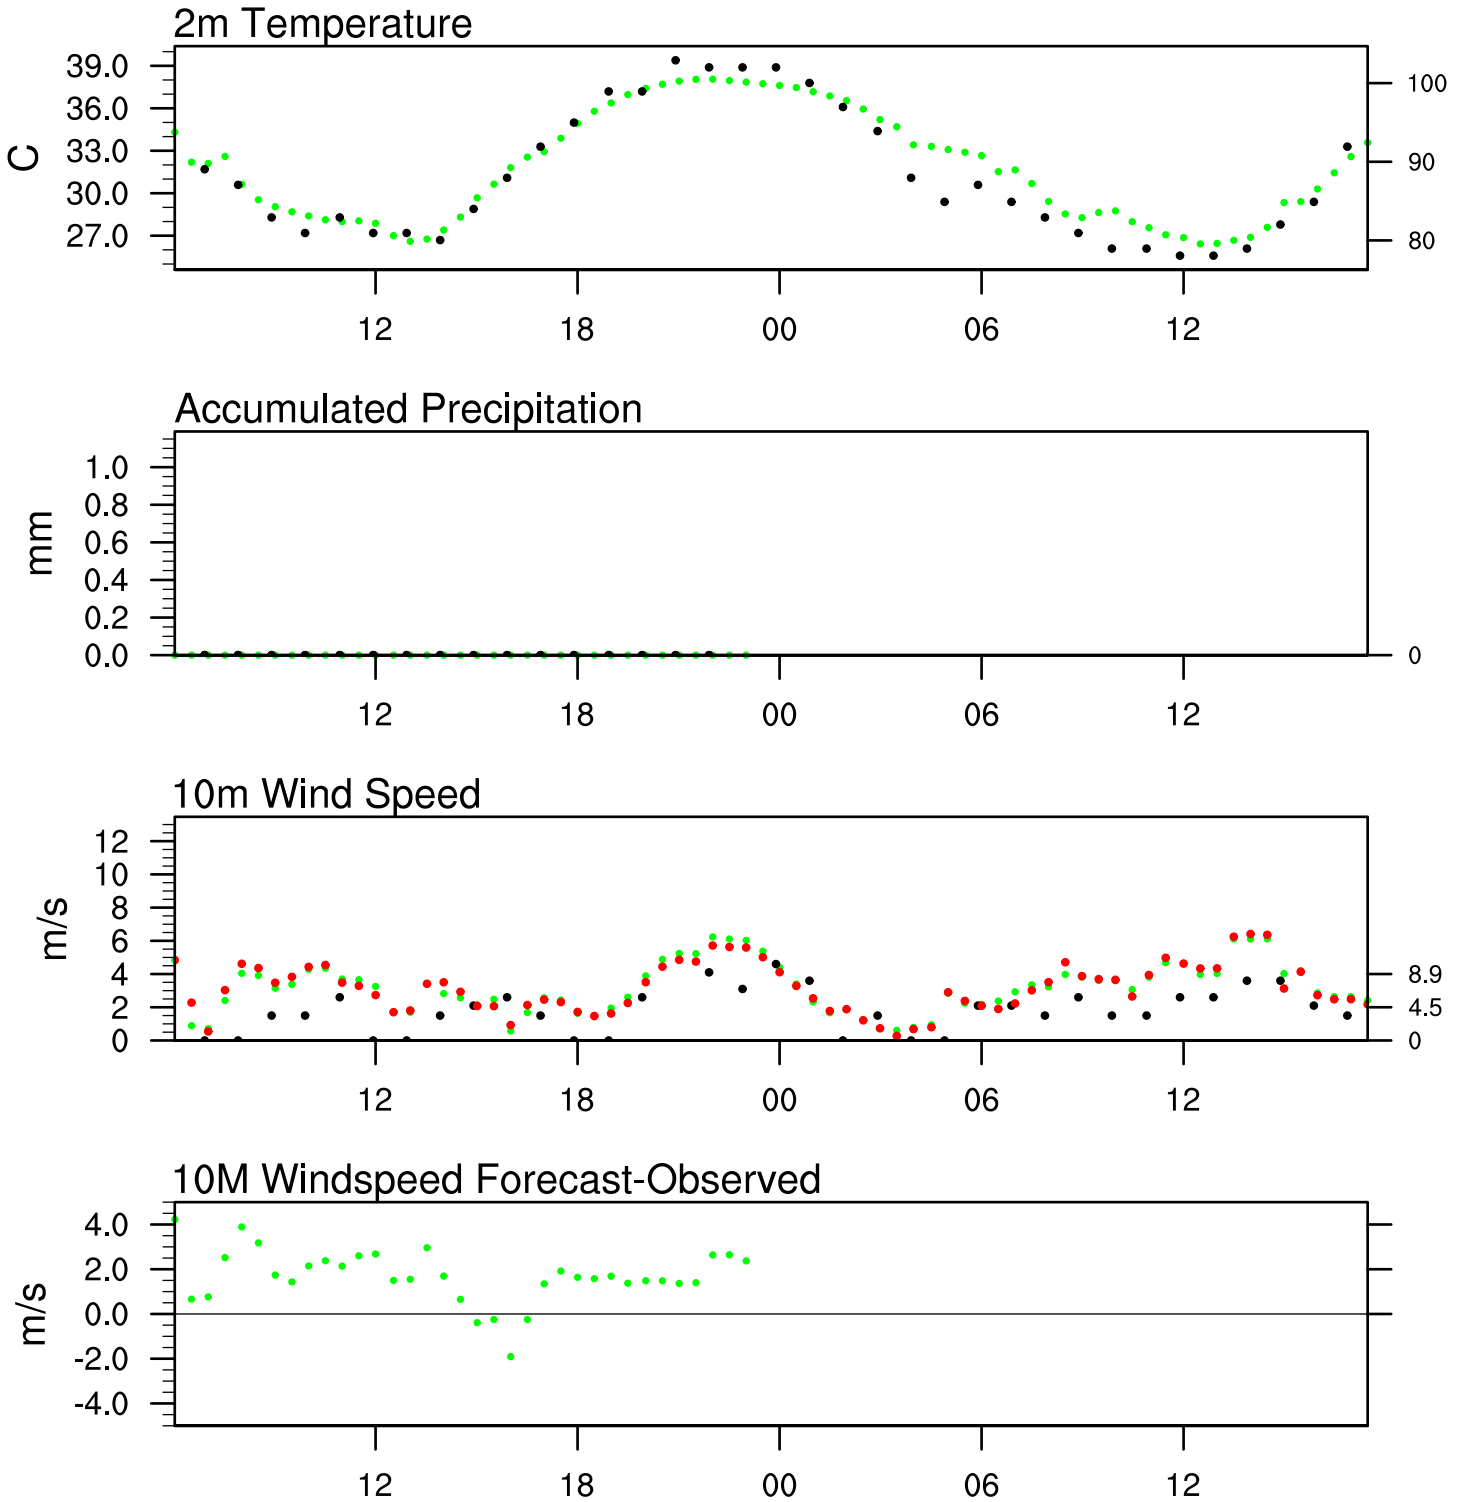 2m Temperature
39.0
36.0
33.0
30.0
27.0
C
100
90
80
12 18 00 06 12
Accumulated Precipitation
1.0
0.8
0.6
0.4
0.2
0.0
mm
0
12 18 00 06 12
10m Wind Speed
12
10
8
6
4
2
0
m/s
8.9
4.5
0
12 18 00 06 12
10M Windspeed Forecast-Observed
4.0
2.0
0.0
-2.0
-4.0
m/s
12 18 00 06 12